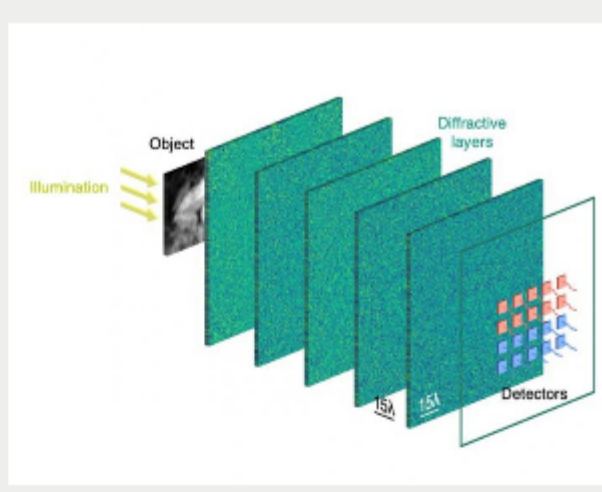 Object
Diffractive
layers
Illumination
15λ
15λ
Detectors